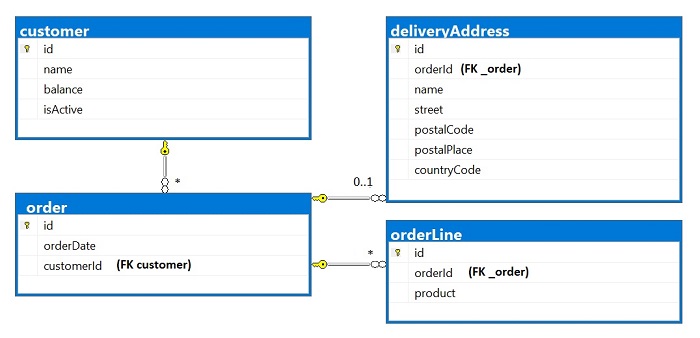 customer
id
name
balance
isActive
deliveryAddress
id
orderId (FK _order)
name
street
postalCode
postalPlace
countryCode
*
0..1
order
id
orderDate
customerId (FK customer)
*
orderLine
id
orderId (FK _order)
product